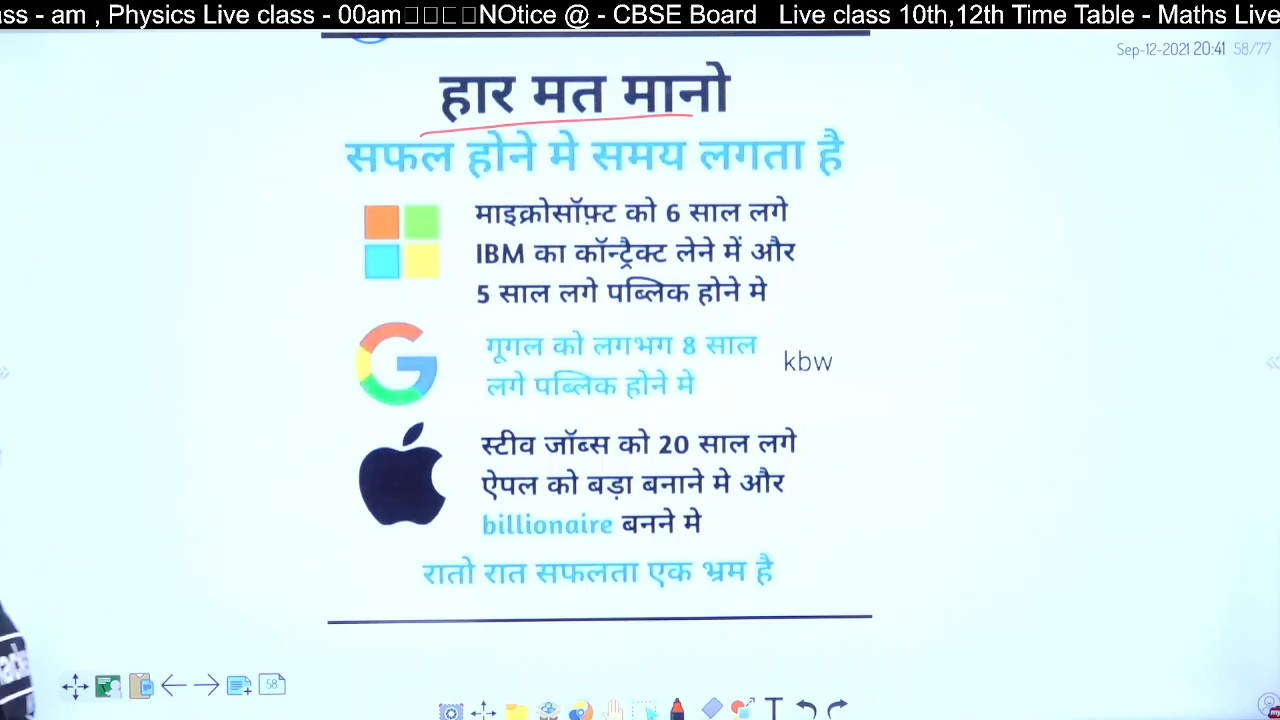 ass - am , Physics Live class - 00am□□□□NOtice @ - CBSE Board Live class 10th,12th Time Table - Maths Live
Sep-12-2021 20:41 58/77
हार मत मानो
सफल होने मे समय लगता है
माइक्रोसॉफ़्ट को 6 साल लगे
IBM का कॉन्ट्रैक्ट लेने में और
5 साल लगे पब्लिक होने मे
गूगल को लगभग 8 साल
लगे पब्लिक होने मे
kbw
स्टीव जॉब्स को 20 साल लगे
ऐपल को बड़ा बनाने मे और
billionaire बनने मे
रातो रात सफलता एक भ्रम है
58